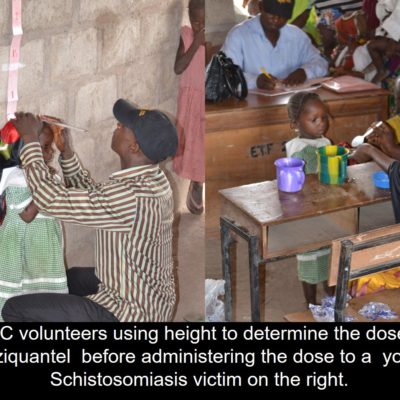 ETF
C volunteers using height to determine the dose
ziquantel before administering the dose to a yo
Schistosomiasis victim on the right.